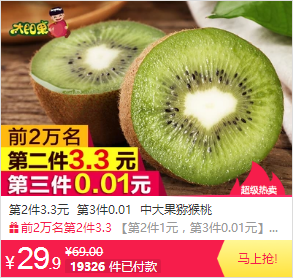 前2万名
第二件3.3元
第三件0.01元
超级热卖
第2件3.3元 第3件0.01 中大果猕猴桃
前2万名第2件3.3 【第2件1元，第3件0.01元】...
¥29.9
¥69.00
19326 件已付款
马上抢!